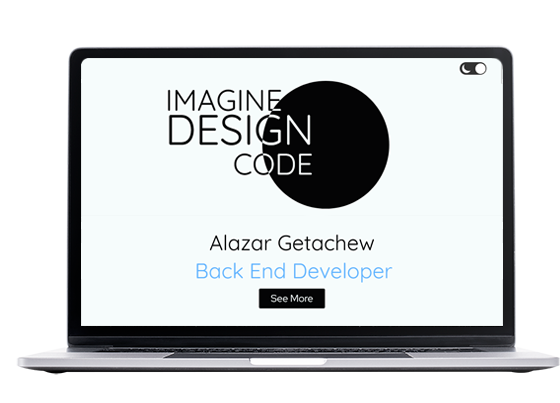 IMAGINE
DESIGN
CODE
Alazar Getachew
Back End Developer
See More